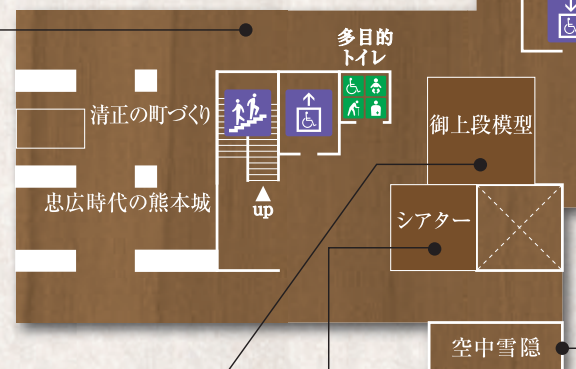 多目的
トイレ
清正の町づくり
御上段模型
忠広時代の熊本城
up
シアター
空中雪隠